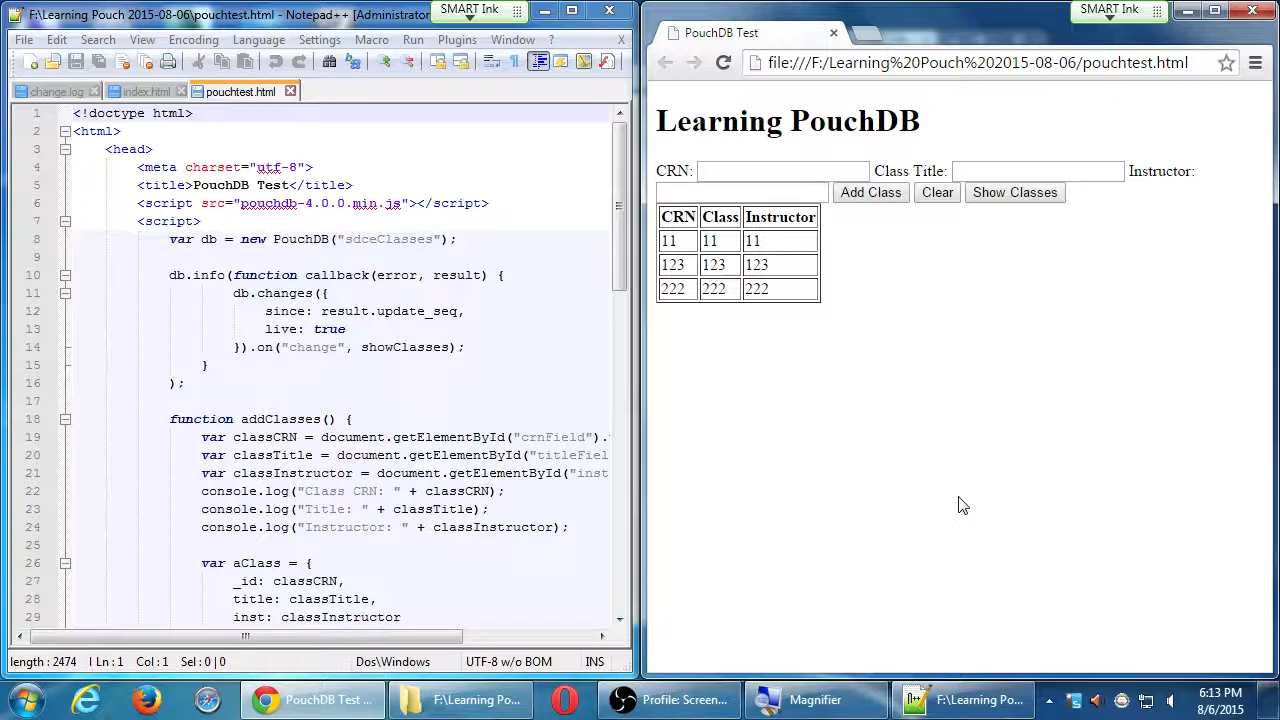 F:\Learning Pouch 2015-08-06\pouchtest.html - Notepad++ [Administrator
SMART Ink
File Edit Search View Encoding Language Settings Macro Run Plugins Window ? X
change.log index.html pouchtest.html
1 <!doctype html>
2 <html>
3 <head>
4 <meta charset="utf-8">
5 <title>PouchDB Test</title>
6 <script src="pouchdb-4.0.0.min.js"></script>
7 <script>
8 var db = new PouchDB("sdceClasses");
9
10 db.info(function callback(error, result) {
11 db.changes({
12 since: result.update_seq,
13 live: true
14 }).on("change", showClasses);
15 }
16 );
17
18 function addClasses() {
19 var classCRN = document.getElementById("crnField").
20 var classTitle = document.getElementById("titleFiel
21 var classInstructor = document.getElementById("inst
22 console.log("Class CRN: " + classCRN);
23 console.log("Title: " + classTitle);
24 console.log("Instructor: " + classInstructor);
25
26 var aClass = {
27 _id: classCRN,
28 title: classTitle,
29 inst: classInstructor
length : 2474 Ln : 1 Col : 1 Sel : 0 | 0 Dos\Windows UTF-8 w/o BOM INS
SMART Ink
PouchDB Test
file:///F:/Learning%20Pouch%202015-08-06/pouchtest.html
Learning PouchDB
CRN: Class Title: Instructor:
Add Class Clear Show Classes
CRN Class Instructor
11 11 11
123 123 123
222 222 222
PouchDB Test ... F:\Learning Po... Profile: Screen... Magnifier F:\Learning Po... 6:13 PM
8/6/2015